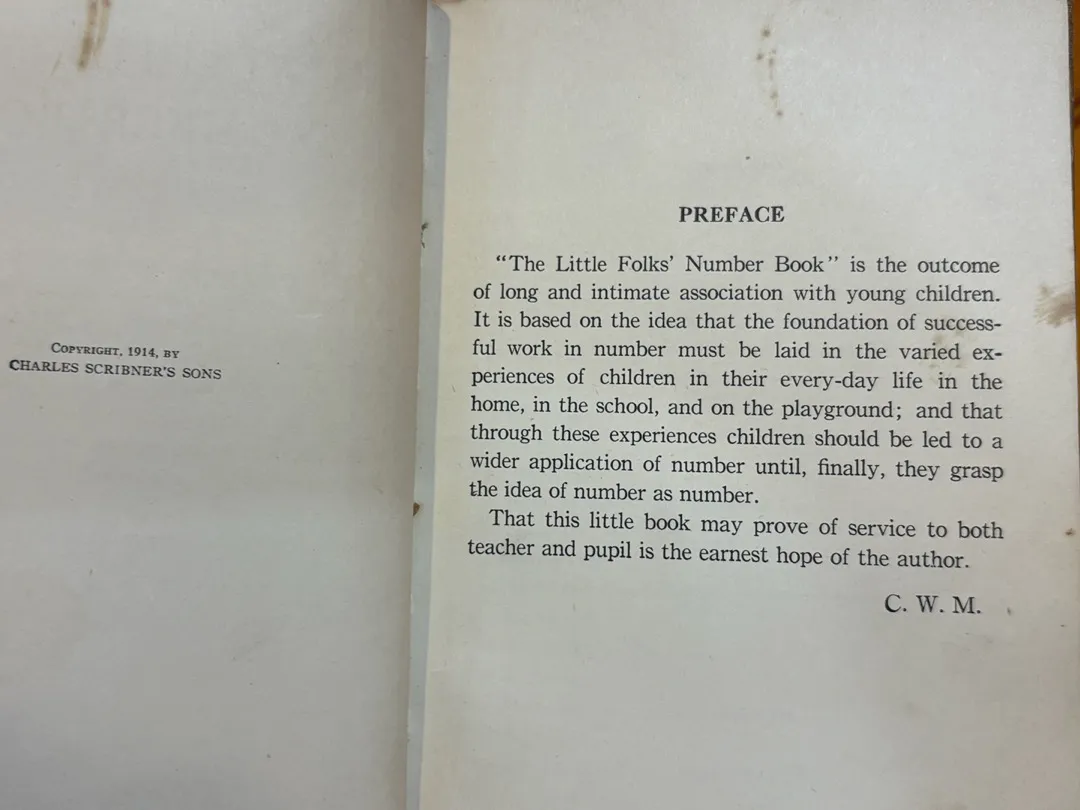 COPYRIGHT, 1914, BY
CHARLES SCRIBNER'S SONS
PREFACE
“The Little Folks’ Number Book” is the outcome
of long and intimate association with young children.
It is based on the idea that the foundation of success-
ful work in number must be laid in the varied ex-
periences of children in their every-day life in the
home, in the school, and on the playground; and that
through these experiences children should be led to a
wider application of number until, finally, they grasp
the idea of number as number.
That this little book may prove of service to both
teacher and pupil is the earnest hope of the author.
C. W. M.